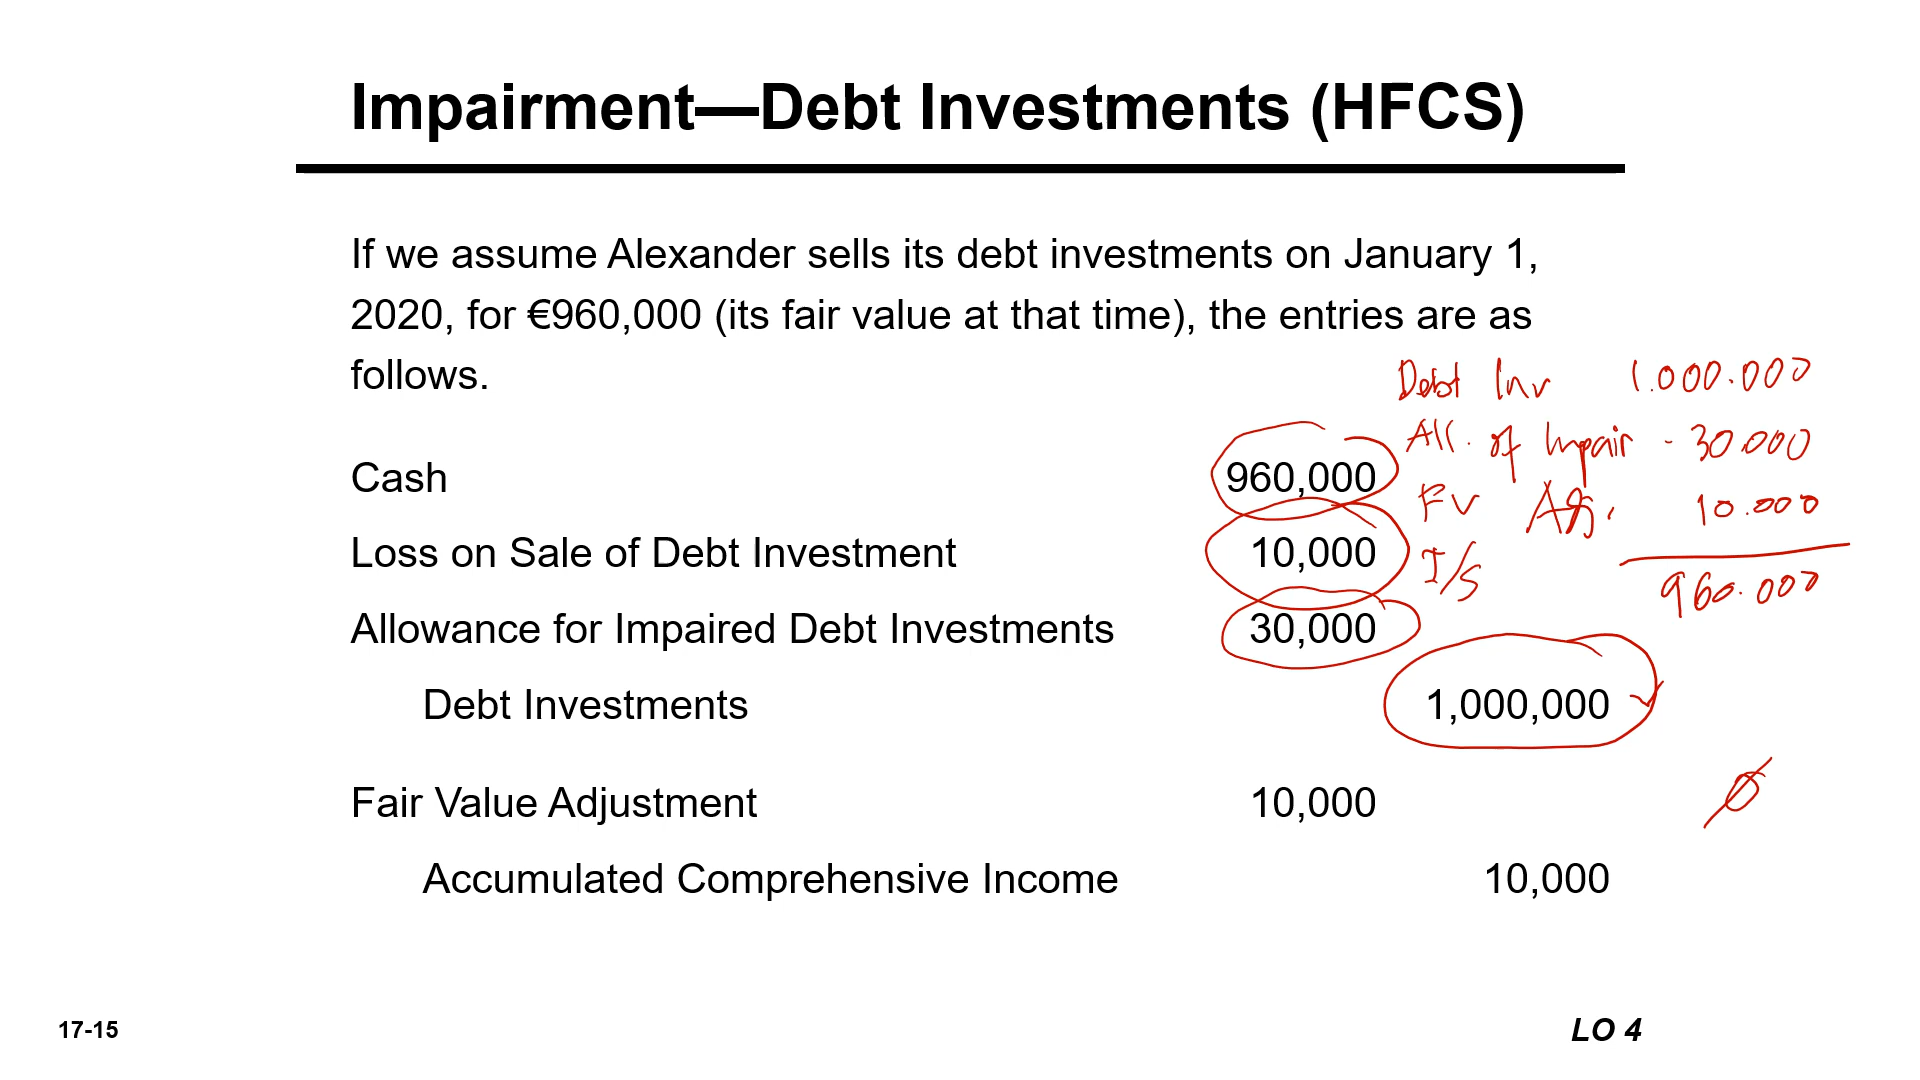 Impairment—Debt Investments (HFCS)
If we assume Alexander sells its debt investments on January 1,
2020, for €960,000 (its fair value at that time), the entries are as
follows.
Debt Inv 1.000.000
All. of Impair - 30.000
Cash 960,000
FV Adj. 10.000
Loss on Sale of Debt Investment 10,000
I/S
960.000
Allowance for Impaired Debt Investments 30,000
Debt Investments 1,000,000
Fair Value Adjustment 10,000
Accumulated Comprehensive Income 10,000
17-15
LO 4